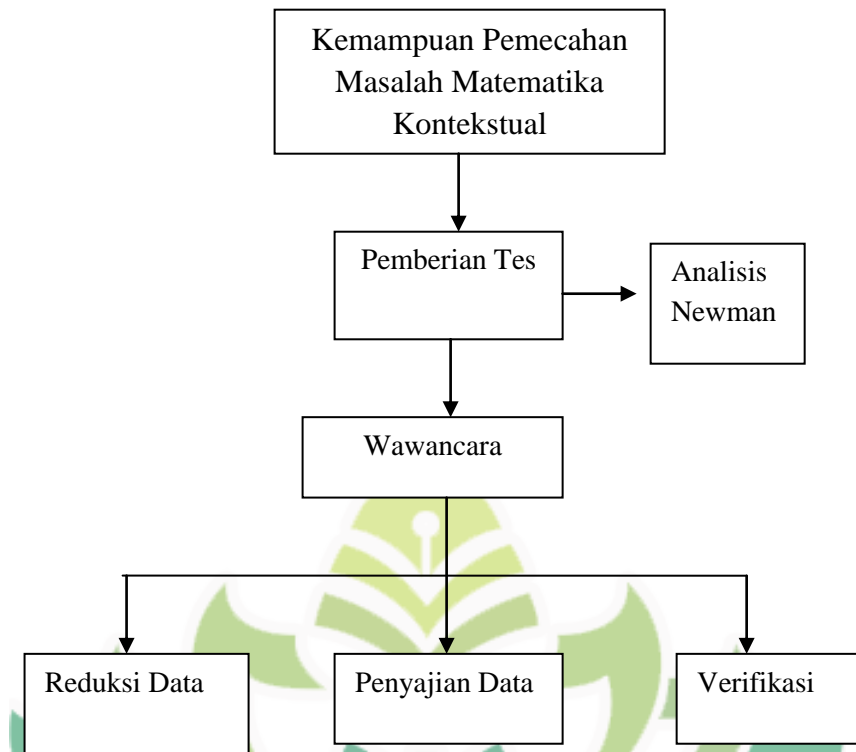 Kemampuan Pemecahan
Masalah Matematika
Kontekstual
Pemberian Tes
Analisis
Newman
Wawancara
Reduksi Data
Penyajian Data
Verifikasi